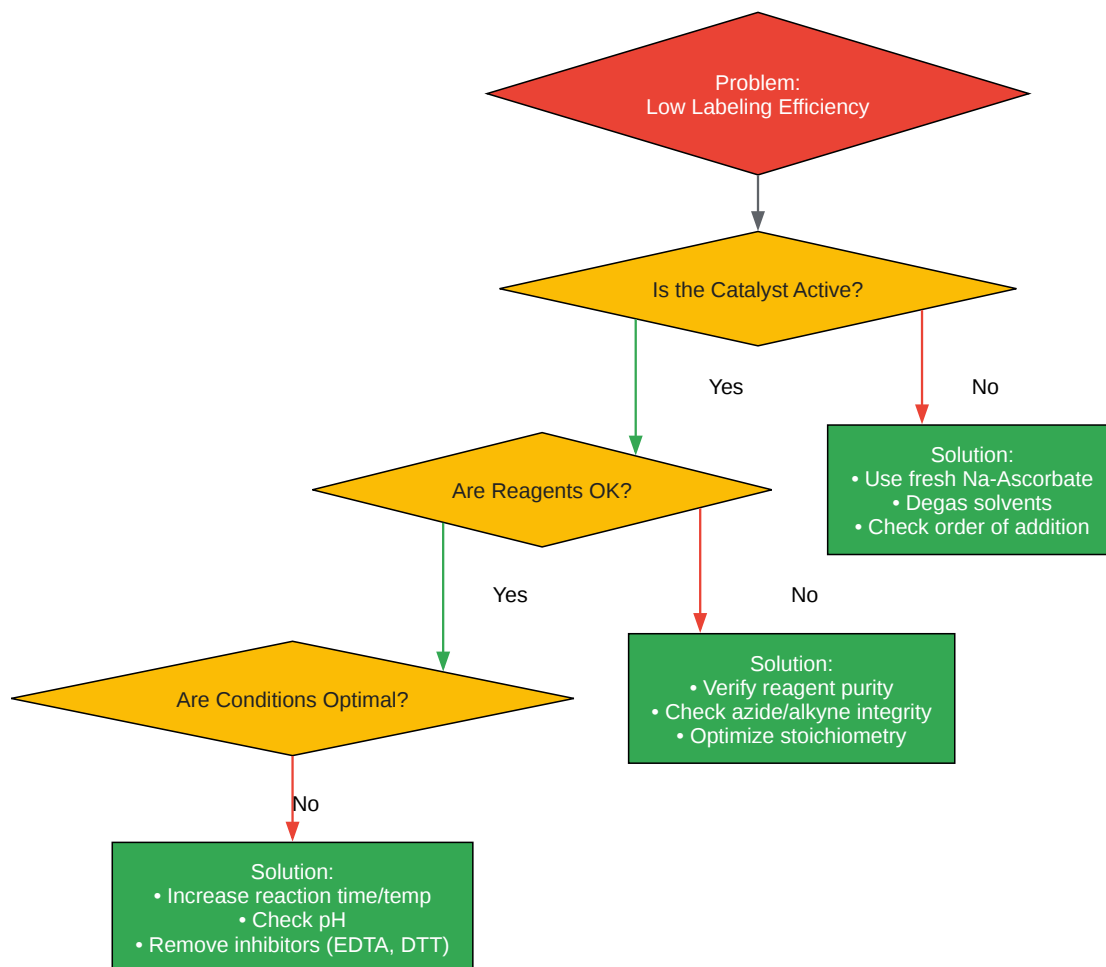 Problem:
Low Labeling Efficiency
Is the Catalyst Active?
Yes
No
Solution:
• Use fresh Na-Ascorbate
• Degas solvents
• Check order of addition
Are Reagents OK?
Yes
No
Solution:
• Verify reagent purity
• Check azide/alkyne integrity
• Optimize stoichiometry
Are Conditions Optimal?
No
Solution:
• Increase reaction time/temp
• Check pH
• Remove inhibitors (EDTA, DTT)